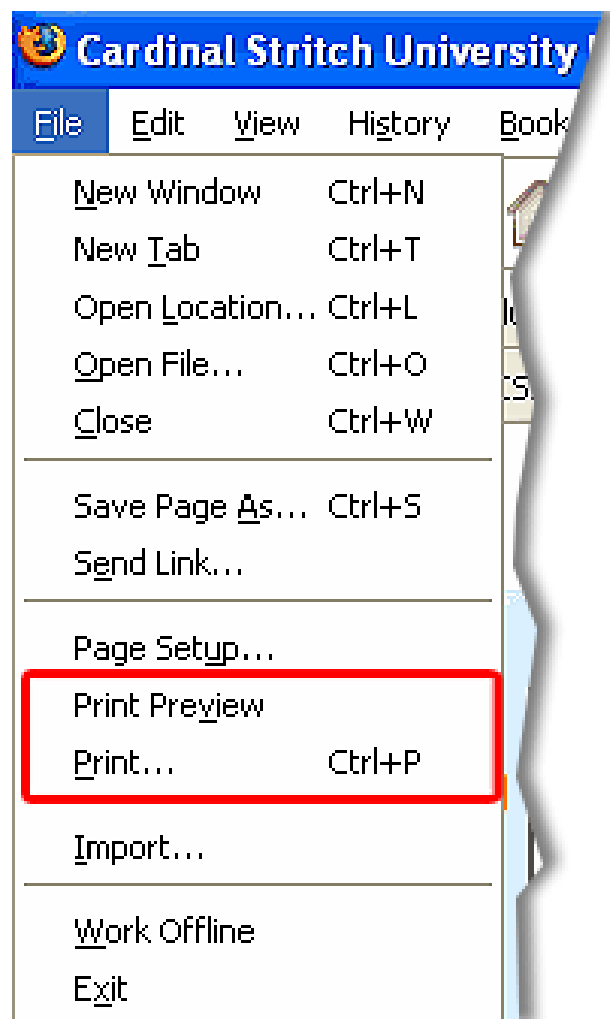 Cardinal Stritch University
File Edit View History Book
New Window Ctrl+N
New Tab Ctrl+T
Open Location... Ctrl+L
Open File... Ctrl+O
Close Ctrl+W
Save Page As... Ctrl+S
Send Link...
Page Setup...
Print Preview
Print... Ctrl+P
Import...
Work Offline
Exit